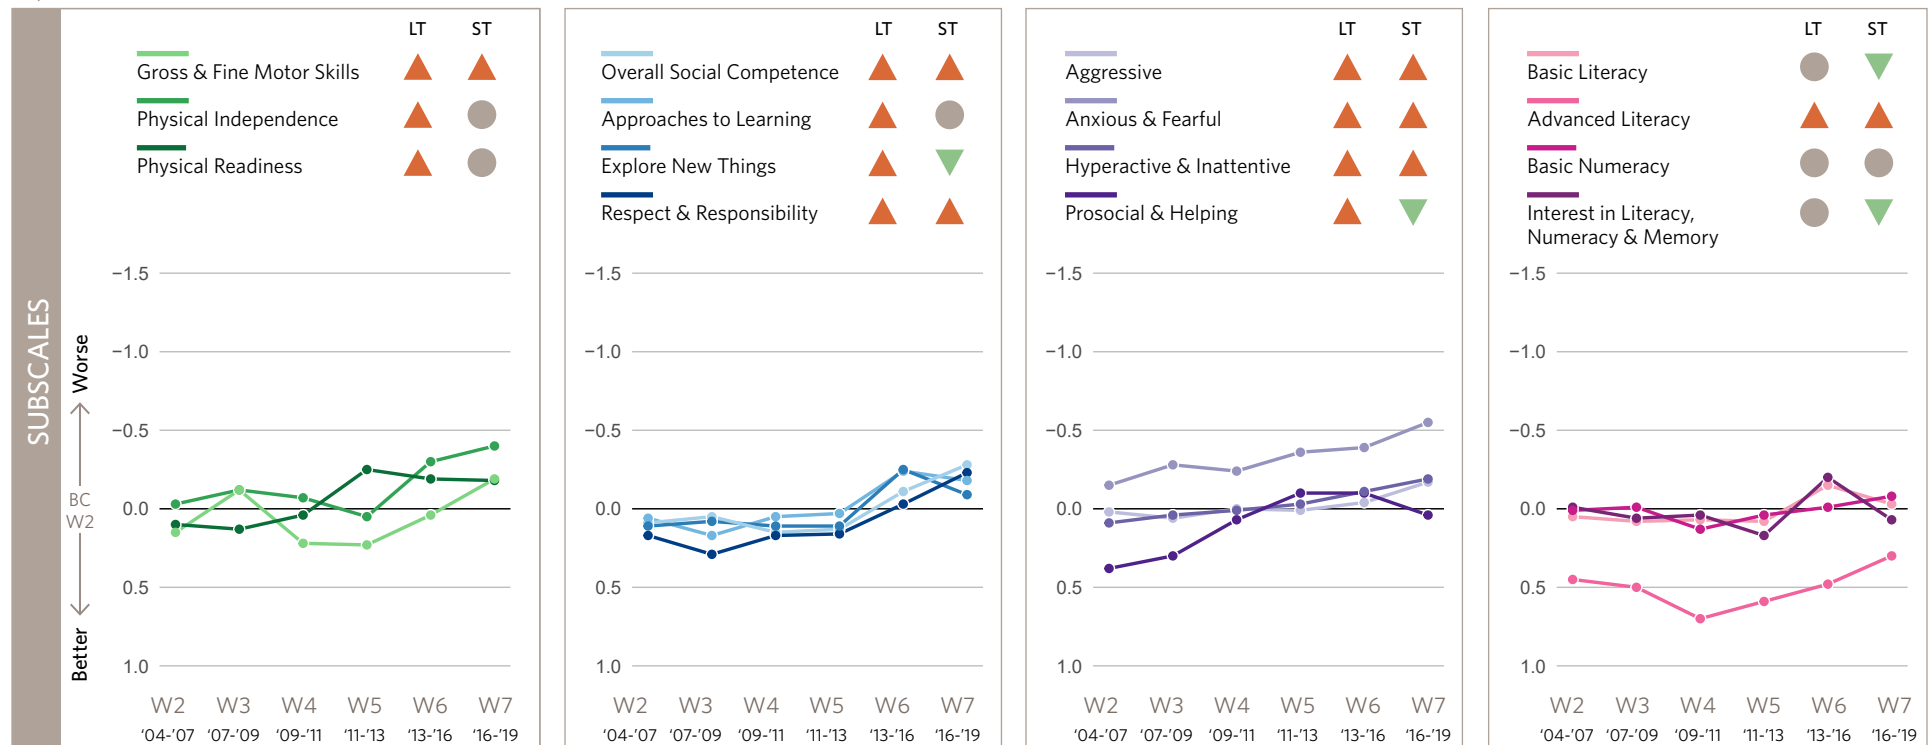 SUBSCALES
Worse
BC
W2
Better
LT ST
Gross & Fine Motor Skills
Physical Independence
Physical Readiness
−1.5
−1.0
−0.5
0.0
0.5
1.0
W2 W3 W4 W5 W6 W7
‘04-’07 ‘07-’09 ‘09-’11 ‘11-’13 ‘13-’16 ‘16-’19
LT ST
Overall Social Competence
Approaches to Learning
Explore New Things
Respect & Responsibility
−1.5
−1.0
−0.5
0.0
0.5
1.0
W2 W3 W4 W5 W6 W7
‘04-’07 ‘07-’09 ‘09-’11 ‘11-’13 ‘13-’16 ‘16-’19
LT ST
Aggressive
Anxious & Fearful
Hyperactive & Inattentive
Prosocial & Helping
−1.5
−1.0
−0.5
0.0
0.5
1.0
W2 W3 W4 W5 W6 W7
‘04-’07 ‘07-’09 ‘09-’11 ‘11-’13 ‘13-’16 ‘16-’19
LT ST
Basic Literacy
Advanced Literacy
Basic Numeracy
Interest in Literacy,
Numeracy & Memory
−1.5
−1.0
−0.5
0.0
0.5
1.0
W2 W3 W4 W5 W6 W7
‘04-’07 ‘07-’09 ‘09-’11 ‘11-’13 ‘13-’16 ‘16-’19